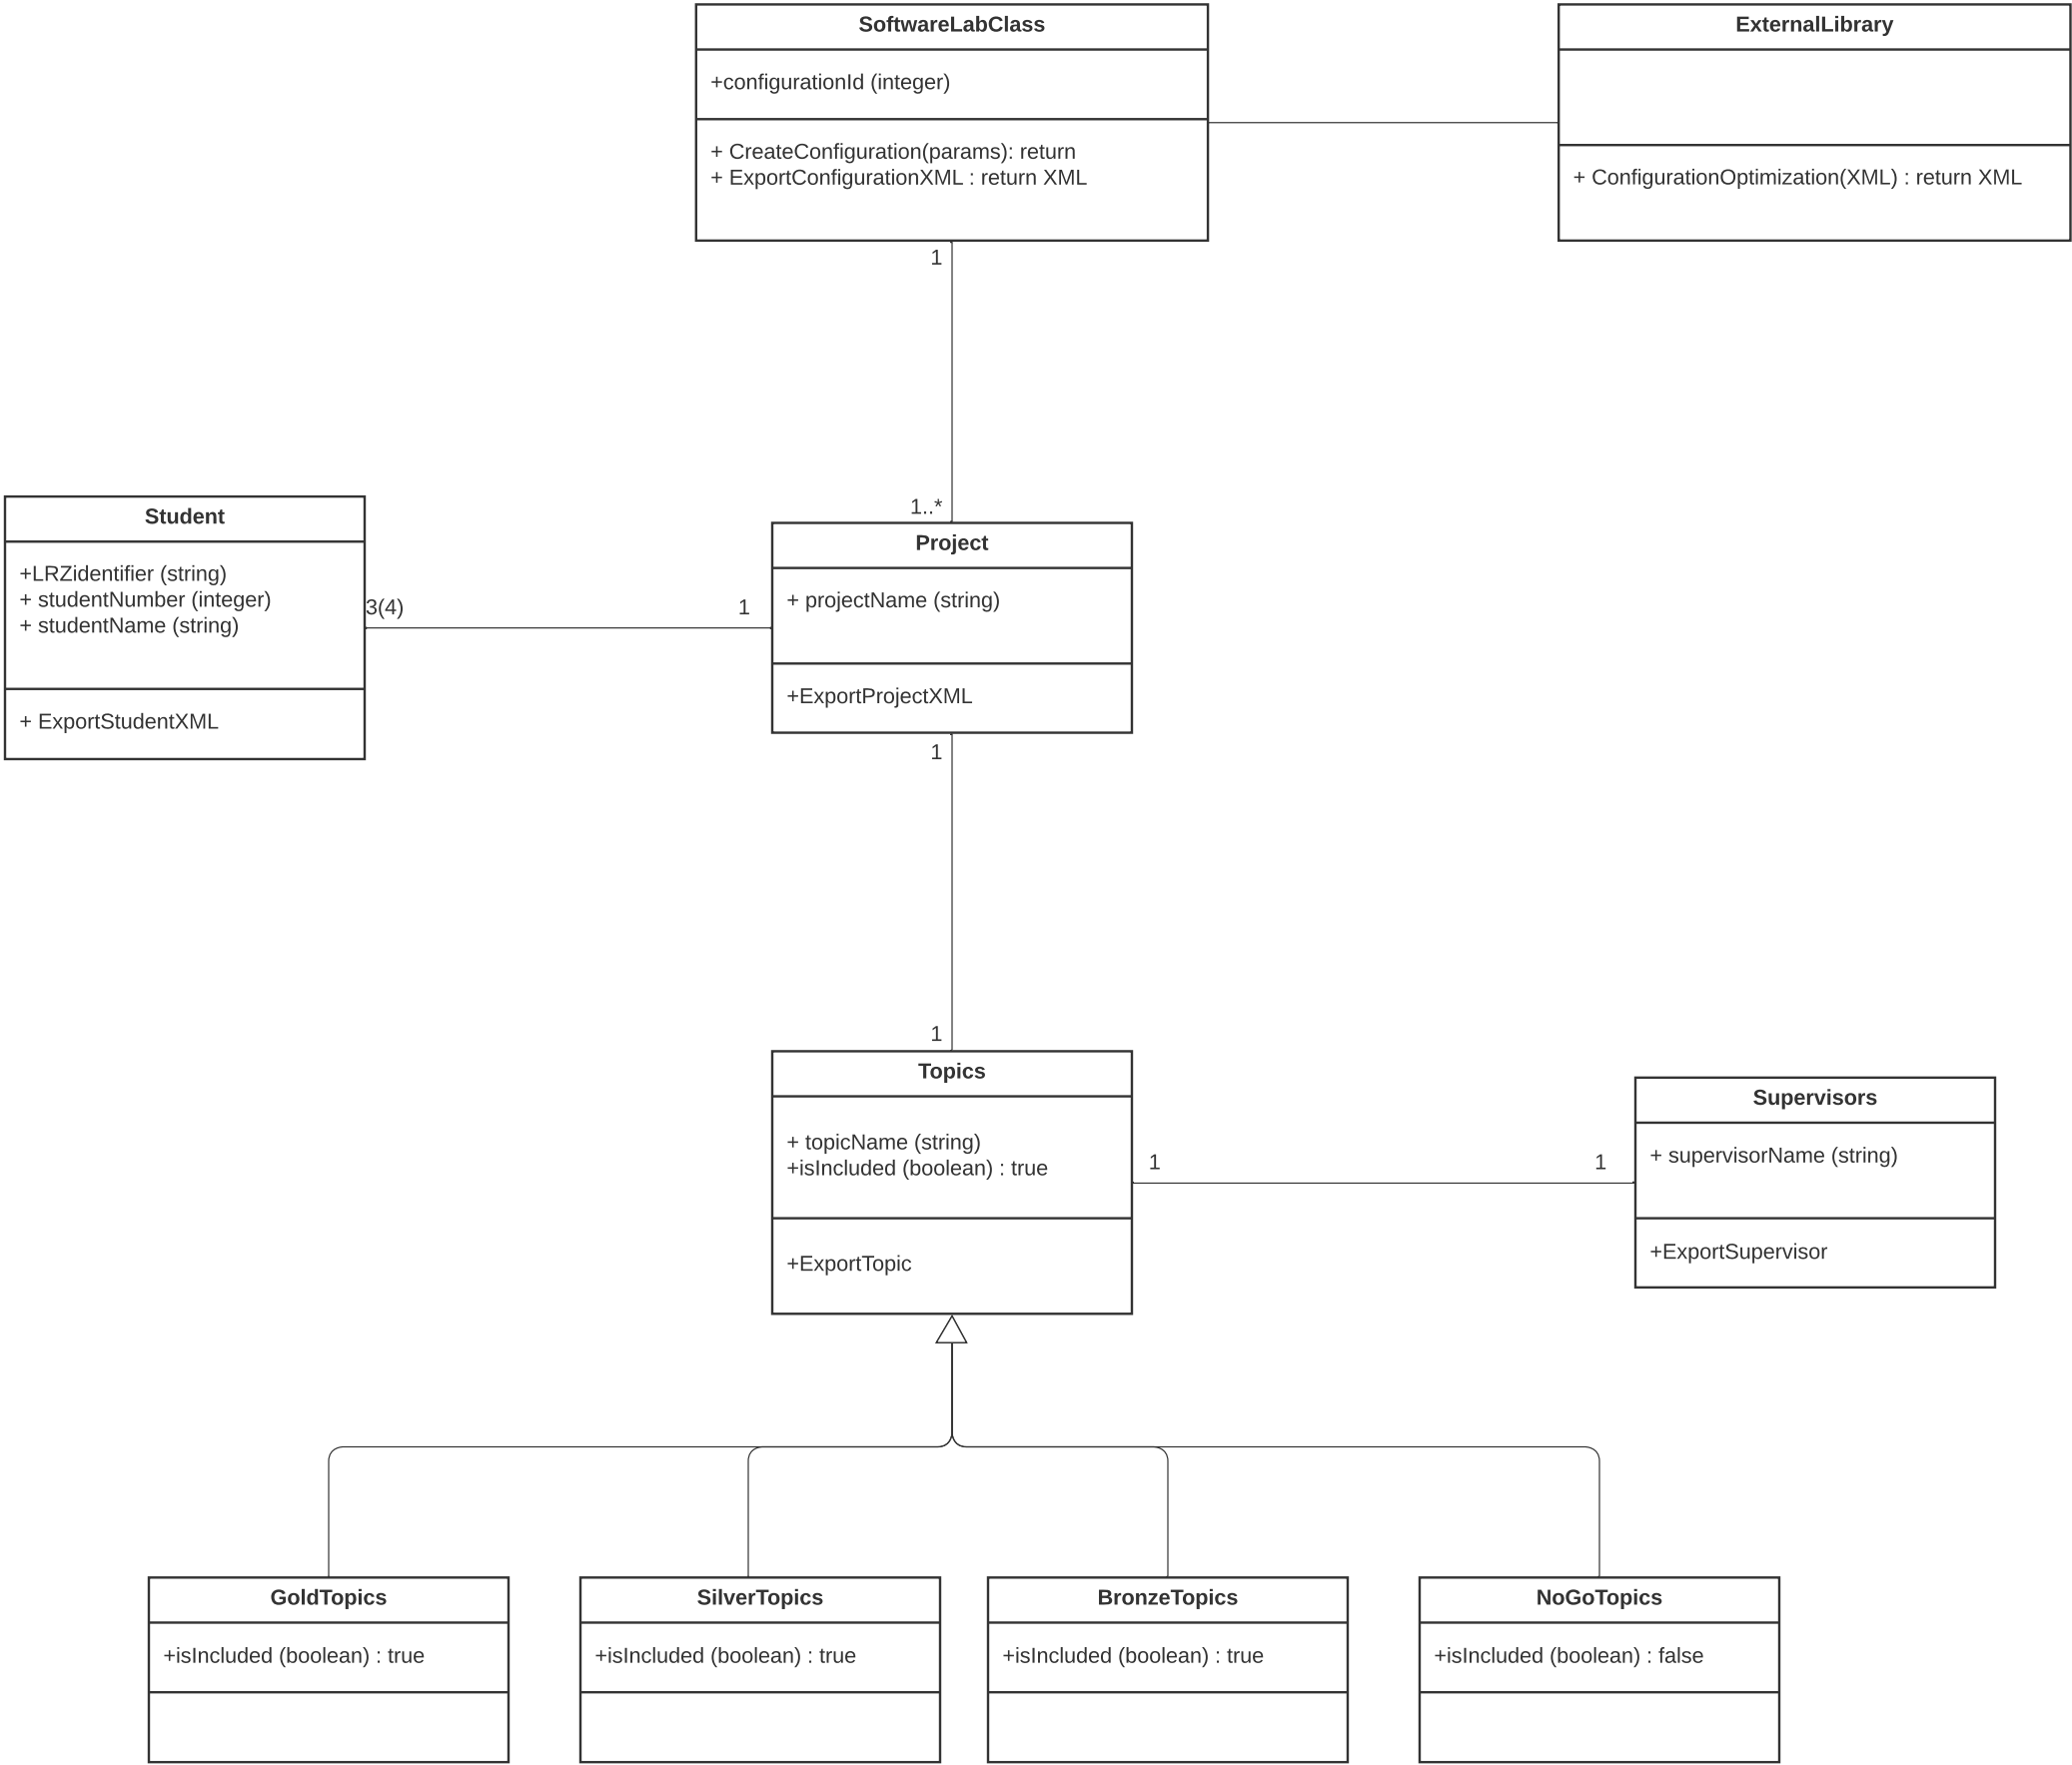 SoftwareLabClass
+configurationId (integer)
+ CreateConfiguration(params): return
+ ExportConfigurationXML : return XML
ExternalLibrary
+ ConfigurationOptimization(XML) : return XML
1
1..*
Student
+LRZidentifier (string)
+ studentNumber (integer)
+ studentName (string)
+ ExportStudentXML
3(4)
1
Project
+ projectName (string)
+ExportProjectXML
1
1
Topics
+ topicName (string)
+isIncluded (boolean) : true
+ExportTopic
1
1
Supervisors
+ supervisorName (string)
+ExportSupervisor
GoldTopics
+isIncluded (boolean) : true
SilverTopics
+isIncluded (boolean) : true
BronzeTopics
+isIncluded (boolean) : true
NoGoTopics
+isIncluded (boolean) : false